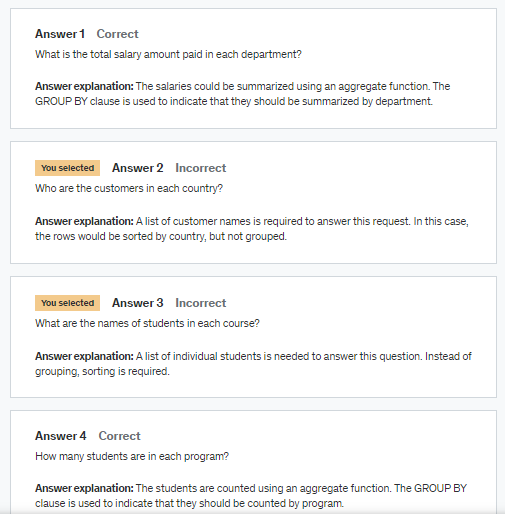 Answer 1 Correct
What is the total salary amount paid in each department?
Answer explanation: The salaries could be summarized using an aggregate function. The
GROUP BY clause is used to indicate that they should be summarized by department.
You selected Answer 2 Incorrect
Who are the customers in each country?
Answer explanation: A list of customer names is required to answer this request. In this case,
the rows would be sorted by country, but not grouped.
You selected Answer 3 Incorrect
What are the names of students in each course?
Answer explanation: A list of individual students is needed to answer this question. Instead of
grouping, sorting is required.
Answer 4 Correct
How many students are in each program?
Answer explanation: The students are counted using an aggregate function. The GROUP BY
clause is used to indicate that they should be counted by program.